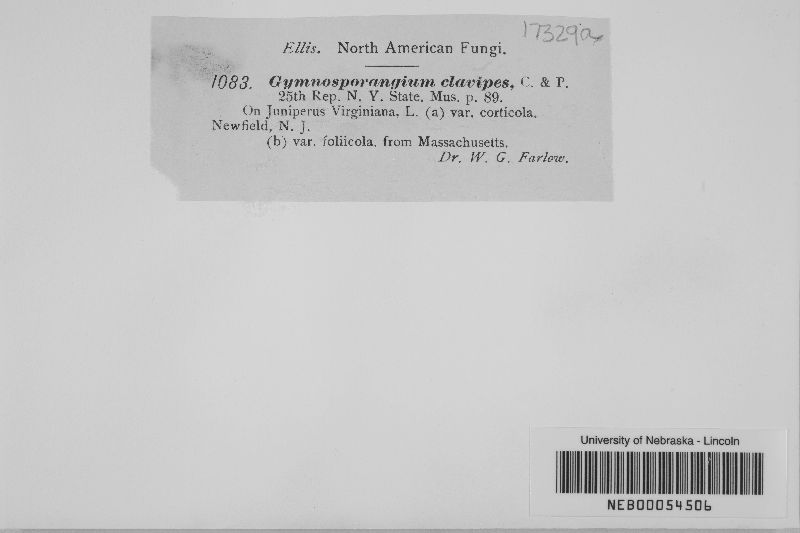 17329a
Ellis. North American Fungi.
1083. Gymnosporangium clavipes, C. & P.
25th Rep. N. Y. State. Mus. p. 89.
On Juniperus Virginiana, L. (a) var. corticola.
Newfield, N. J.
(b) var. foliicola, from Massachusetts.
Dr. W. G. Farlow.
University of Nebraska - Lincoln
NEB00054506